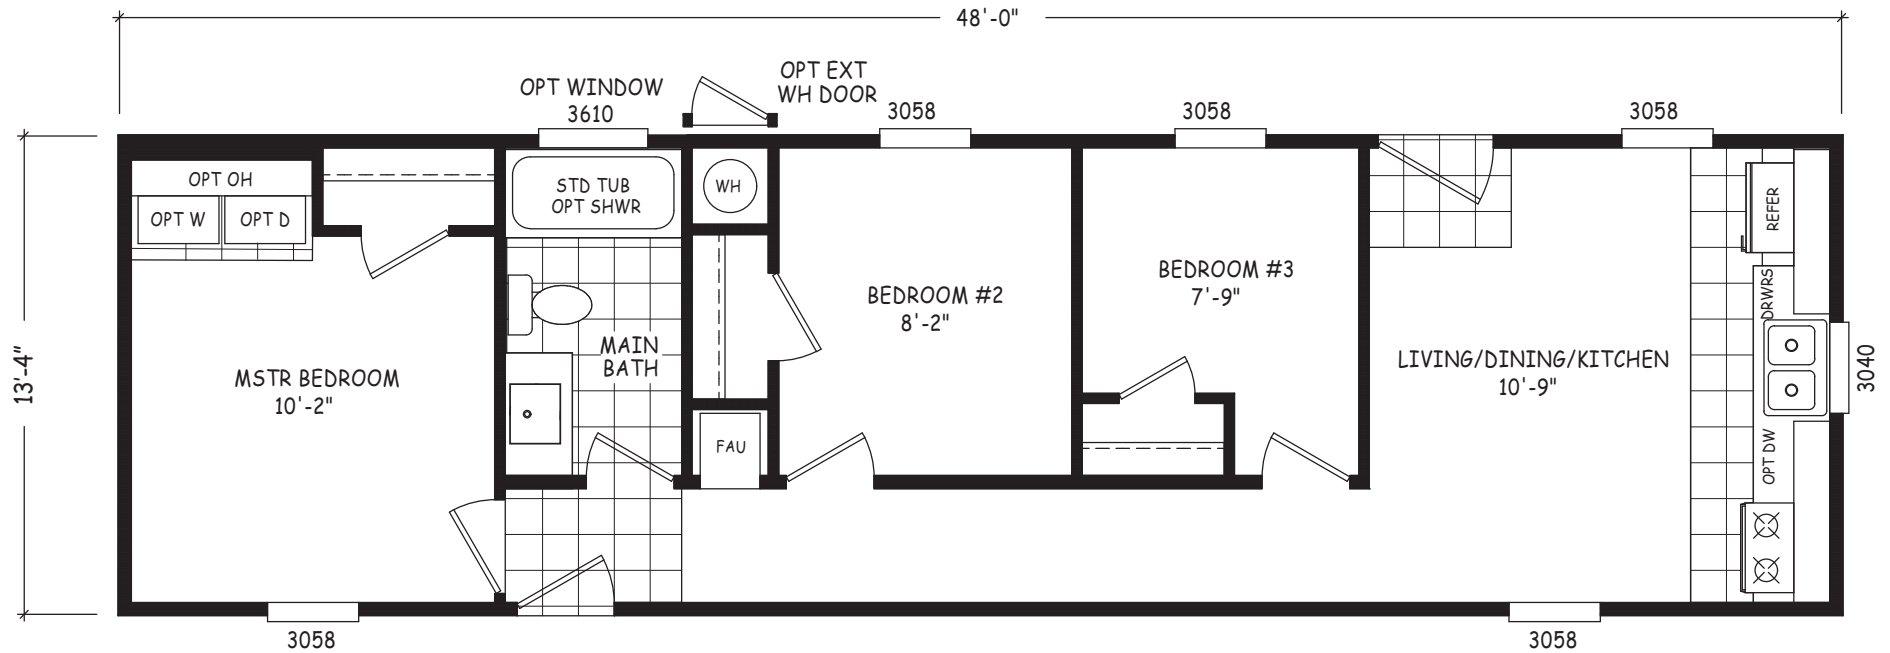 48'-0"
OPT WINDOW
3610
OPT EXT
WH DOOR
3058
3058
3058
13'-4"
OPT OH
OPT W
OPT D
STD TUB
OPT SHWR
WH
REFER
DRWRS
BEDROOM #2
8'-2"
BEDROOM #3
7'-9"
MAIN
BATH
MSTR BEDROOM
10'-2"
LIVING/DINING/KITCHEN
10'-9"
3040
FAU
OPT DW
3058
3058